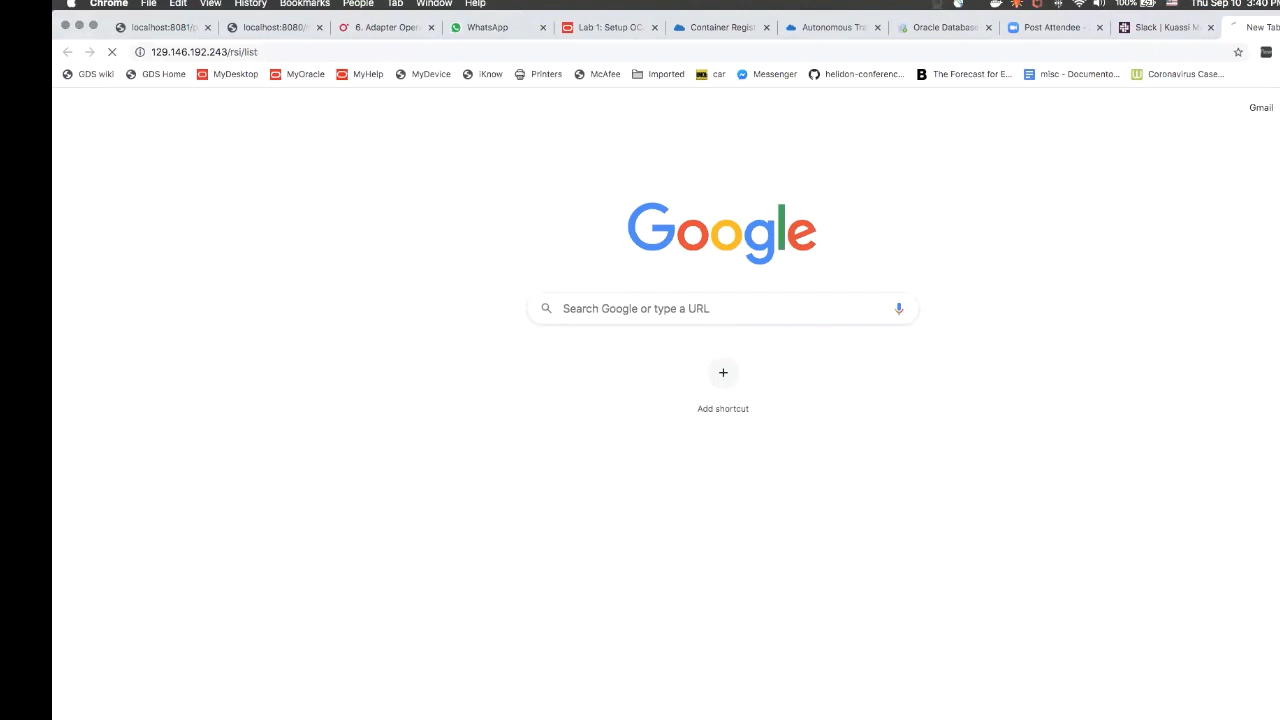 Chrome File Edit View History Bookmarks People Tab Window Help 100% Thu Sep 10 3:40 P
localhost:8081/p localhost:8080/ 6. Adapter Oper WhatsApp Lab 1: Setup OC. Container Regist Autonomous Tra Oracle Database Post Attendee - Slack | Kuassi M New Tab
129.146.192.243/rsi/list
GDS wiki GDS Home MyDesktop MyOracle MyHelp MyDevice iKnow Printers McAfee Imported car Messenger helidon-conferenc... The Forecast for E... misc - Documento... Coronavirus Case...
Gmail
Google
Search Google or type a URL
Add shortcut